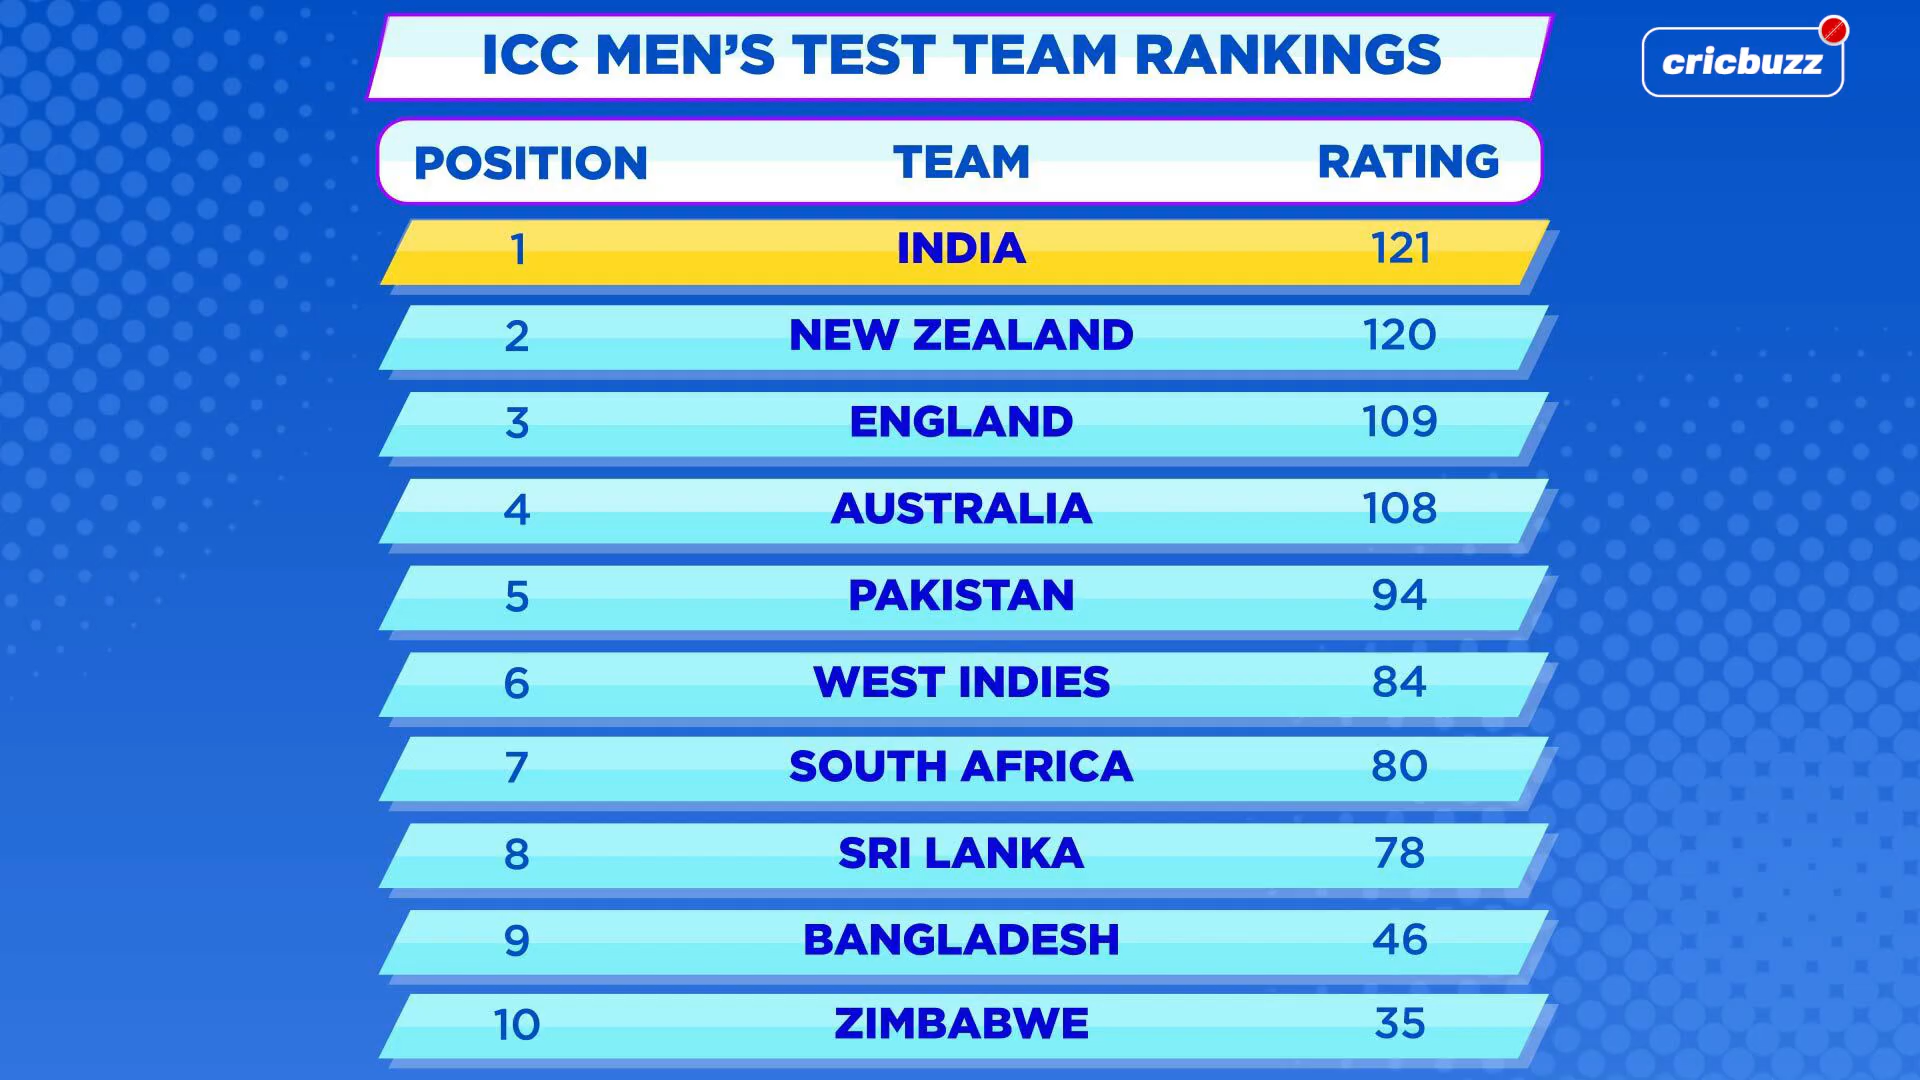 ICC MEN'S TEST TEAM RANKINGS
cricbuzz
POSITION TEAM RATING
1 INDIA 121
2 NEW ZEALAND 120
3 ENGLAND 109
4 AUSTRALIA 108
5 PAKISTAN 94
6 WEST INDIES 84
7 SOUTH AFRICA 80
8 SRI LANKA 78
9 BANGLADESH 46
10 ZIMBABWE 35